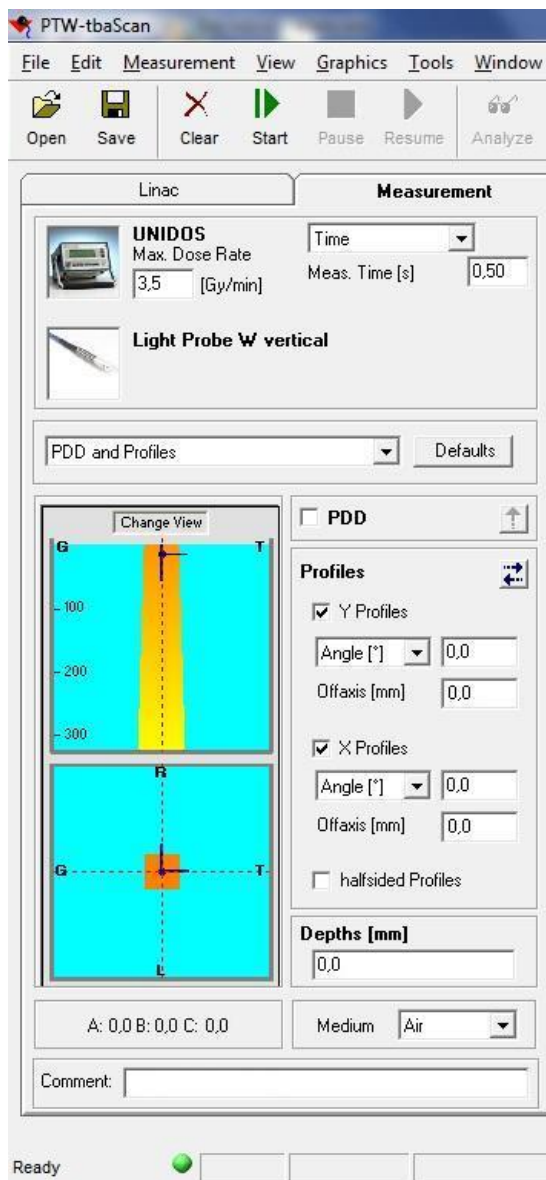 PTW-tbaScan
File Edit Measurement View Graphics Tools Window
Open Save Clear Start Pause Resume Analyze
Linac Measurement
UNIDOS
Max. Dose Rate
3,5 [Gy/min]
Time
Meas. Time [s] 0,50
Light Probe W vertical
PDD and Profiles Defaults
Change View
G T
- 100
- 200
- 300
R
G T
L
PDD
Profiles
Y Profiles
Angle [°] 0,0
Offaxis [mm] 0,0
X Profiles
Angle [°] 0,0
Offaxis [mm] 0,0
halfsided Profiles
Depths [mm]
0,0
A: 0,0 B: 0,0 C: 0,0
Medium Air
Comment:
Ready